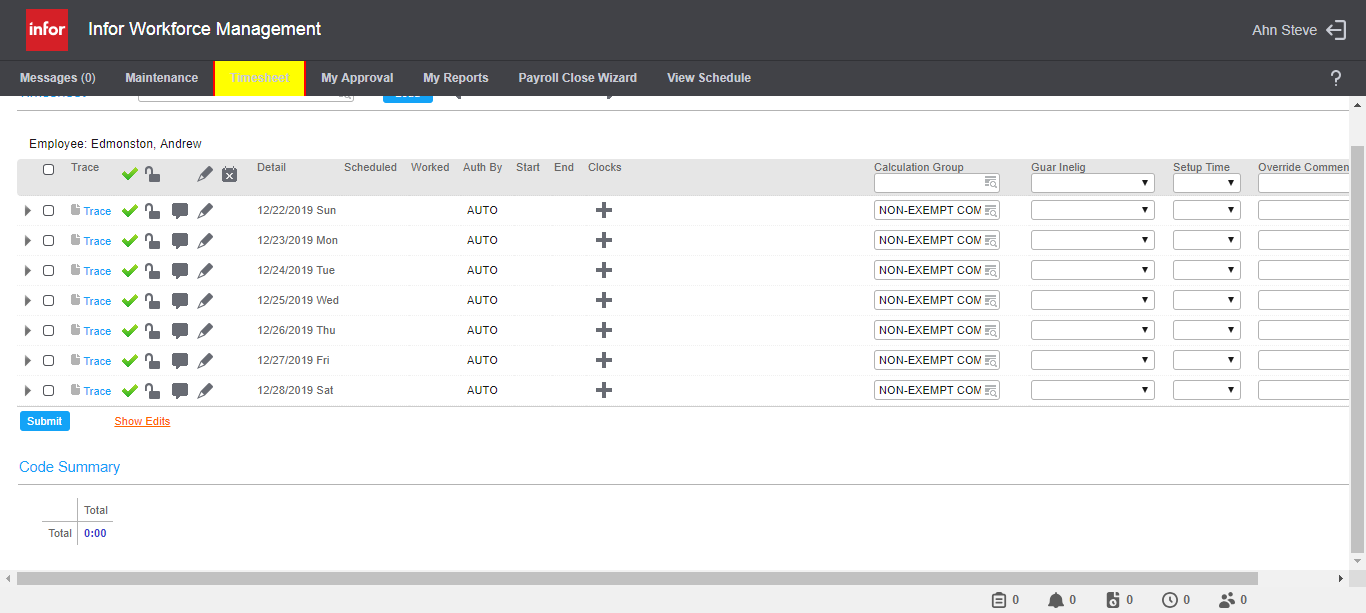 infor Infor Workforce Management Ahn Steve
Messages (0) Maintenance Timesheet My Approval My Reports Payroll Close Wizard View Schedule ?
Timesheet
Employee: Edmonston, Andrew
Trace Detail Scheduled Worked Auth By Start End Clocks Calculation Group Guar Inelig Setup Time Override Commen
Trace 12/22/2019 Sun AUTO NON-EXEMPT COM
Trace 12/23/2019 Mon AUTO NON-EXEMPT COM
Trace 12/24/2019 Tue AUTO NON-EXEMPT COM
Trace 12/25/2019 Wed AUTO NON-EXEMPT COM
Trace 12/26/2019 Thu AUTO NON-EXEMPT COM
Trace 12/27/2019 Fri AUTO NON-EXEMPT COM
Trace 12/28/2019 Sat AUTO NON-EXEMPT COM
Submit Show Edits
Code Summary
Total
Total 0:00
0 0 0 0 0